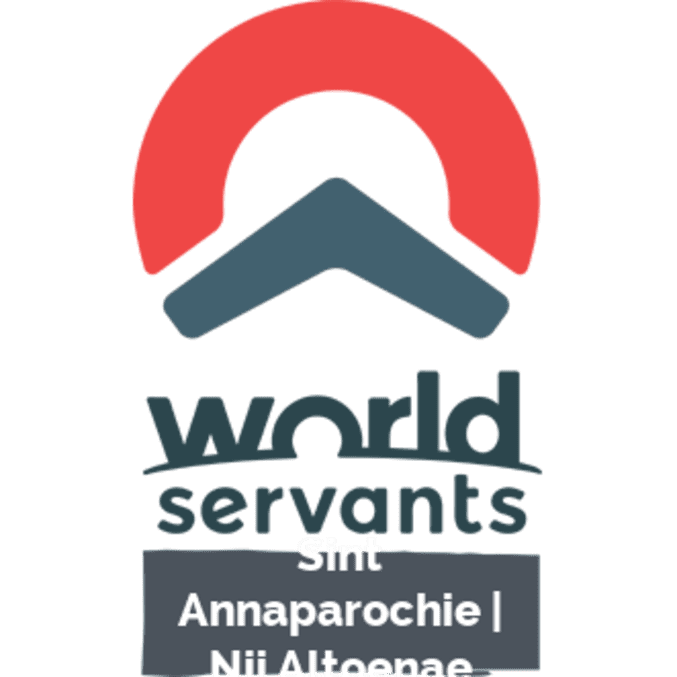 world
servants
Sint
Annaparochie |
Nij Altoenae